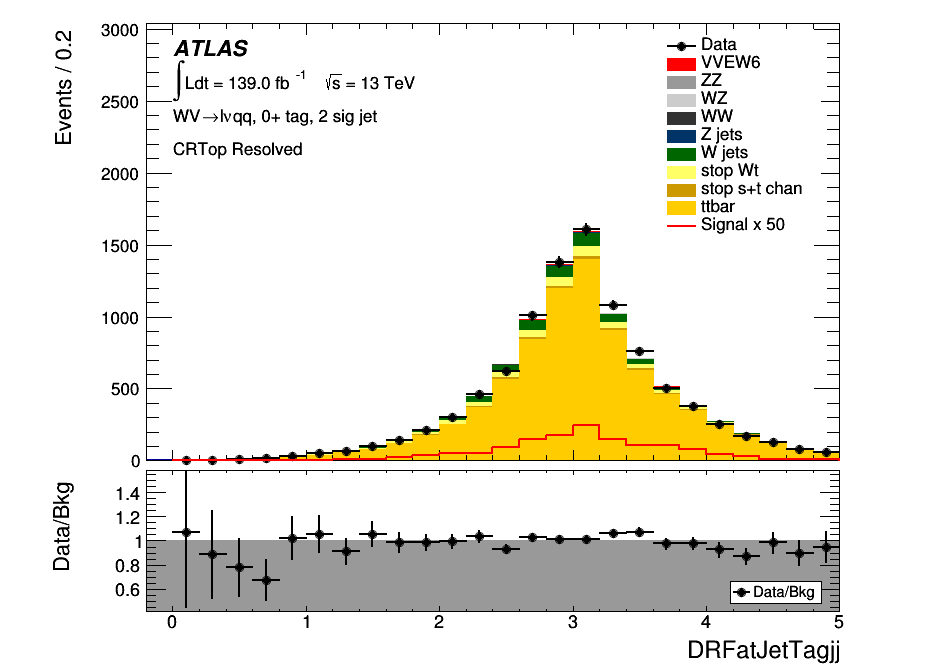 3000
2500
2000
1500
1000
500
0
Events / 0.2
ATLAS
∫Ldt = 139.0 fb⁻¹ √s = 13 TeV
WV→lνqq, 0+ tag, 2 sig jet
CRTop Resolved
Data
VVEW6
ZZ
WZ
WW
Z jets
W jets
stop Wt
stop s+t chan
ttbar
Signal x 50
1.4
1.2
1
0.8
0.6
Data/Bkg
Data/Bkg
0 1 2 3 4 5
DRFatJetTagjj